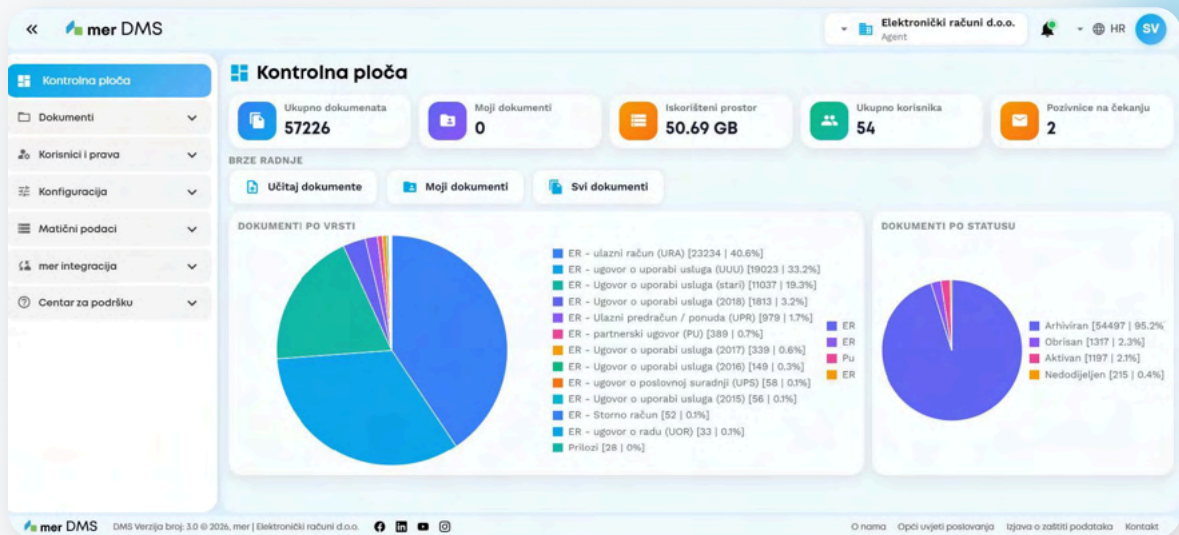 mer DMS
Elektronički računi d.o.o.
Agent
HR
SV
Kontrolna ploča
Dokumenti
Korisnici i prava
Konfiguracija
Matični podaci
mer integracija
Centar za podršku
Kontrolna ploča
Ukupno dokumenata
57226
Moji dokumenti
0
Iskorišteni prostor
50.69 GB
Ukupno korisnika
54
Pozivnice na čekanju
2
BRZE RADNJE
Učitaj dokumente
Moji dokumenti
Svi dokumenti
DOKUMENTI PO VRSTI
ER - ulazni račun (URA) [23234 | 40.6%]
ER - ugovor o uporabi usluga (UUU) [19023 | 33.2%]
ER - Ugovor o uporabi usluga (stari) [11037 | 19.3%]
ER - Ugovor o uporabi usluga (2018) [1813 | 3.2%]
ER - Ulazni predračun / ponuda (UPR) [979 | 1.7%]
ER - partnerski ugovor (PU) [389 | 0.7%]
ER - Ugovor o uporabi usluga (2017) [339 | 0.6%]
ER - Ugovor o uporabi usluga (2016) [149 | 0.3%]
ER - ugovor o poslovnoj suradnji (UPS) [58 | 0.1%]
ER - Ugovor o uporabi usluga (2015) [56 | 0.1%]
ER - Storno račun [52 | 0.1%]
ER - ugovor o radu (UOR) [33 | 0.1%]
Prilozi [28 | 0%]
ER
ER
Pu
ER
DOKUMENTI PO STATUSU
Arhiviran [54497 | 95.2%
Obrisan [1317 | 2.3%]
Aktivan [1197 | 2.1%]
Nedodijeljen [215 | 0.4%]
mer DMS
DMS Verzija broj: 3.0 © 2026, mer | Elektronički računi d.o.o.
O nama Opći uvjeti poslovanja Izjava o zaštiti podataka Kontakt